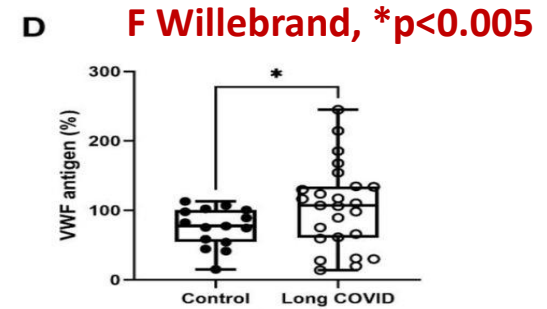 D F Willebrand, *p<0.005
*
VWF antigen (%)
300
200
100
0
Control Long COVID